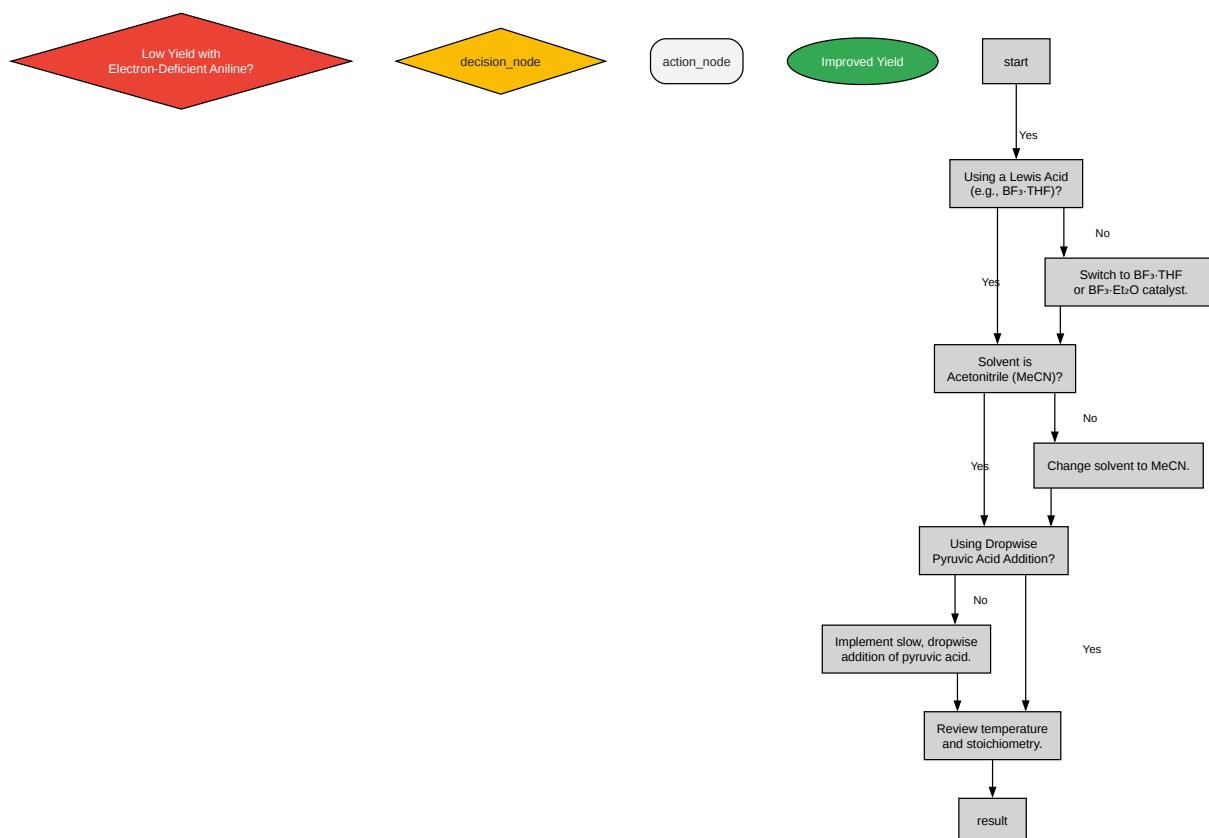 Low Yield with
Electron-Deficient Aniline?
decision_node
action_node
Improved Yield
start
Yes
Using a Lewis Acid
(e.g., BF₃·THF)?
No
Yes
Switch to BF₃·THF
or BF₃·Et₂O catalyst.
Solvent is
Acetonitrile (MeCN)?
No
Yes
Change solvent to MeCN.
Using Dropwise
Pyruvic Acid Addition?
No
Implement slow, dropwise
addition of pyruvic acid.
Yes
Review temperature
and stoichiometry.
result